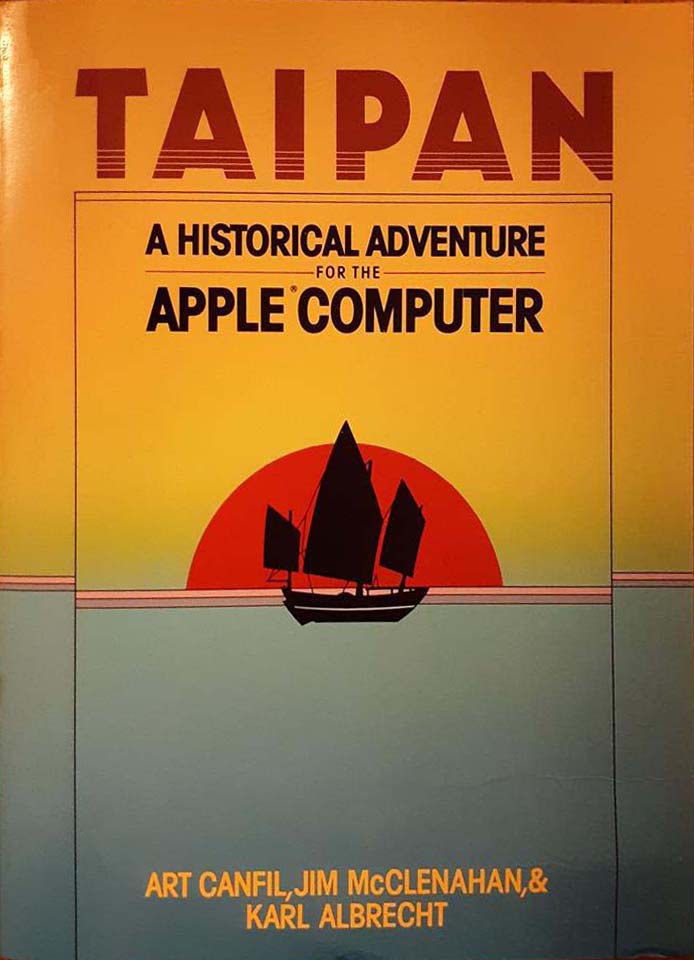 TAIPAN
A HISTORICAL ADVENTURE
FOR THE
APPLE® COMPUTER
ART CANFIL, JIM McCLENAHAN, &
KARL ALBRECHT